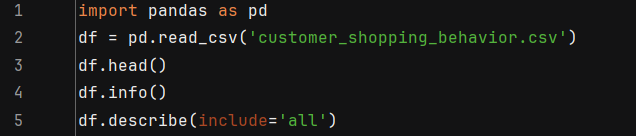 1 import pandas as pd
2 df = pd.read_csv('customer_shopping_behavior.csv')
3 df.head()
4 df.info()
5 df.describe(include='all')